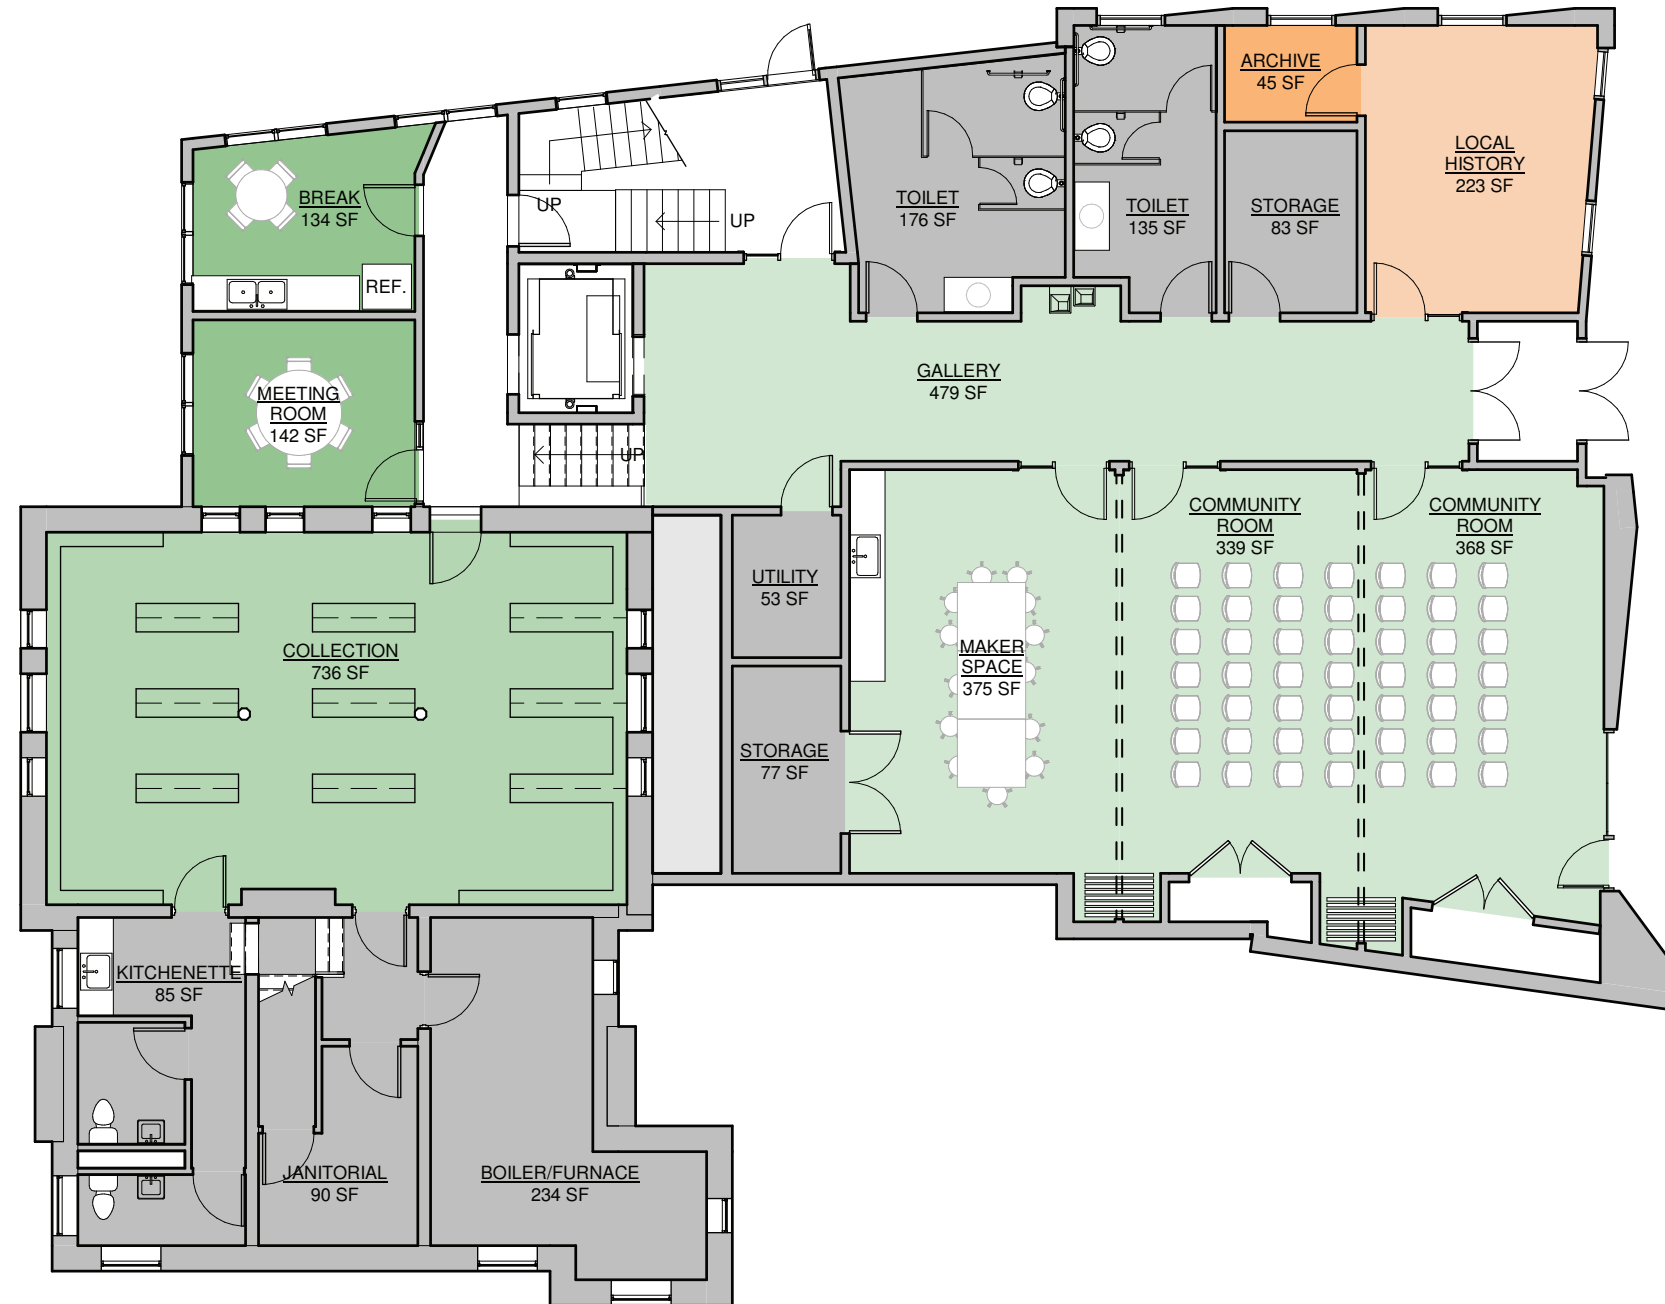 ARCHIVE
45 SF
LOCAL
HISTORY
223 SF
BREAK
134 SF
UP
UP
TOILET
176 SF
TOILET
135 SF
STORAGE
83 SF
REF.
MEETING
ROOM
142 SF
GALLERY
479 SF
UP
COMMUNITY
ROOM
339 SF
COMMUNITY
ROOM
368 SF
UTILITY
53 SF
COLLECTION
736 SF
MAKER
SPACE
375 SF
STORAGE
77 SF
KITCHENETTE
85 SF
JANITORIAL
90 SF
BOILER/FURNACE
234 SF